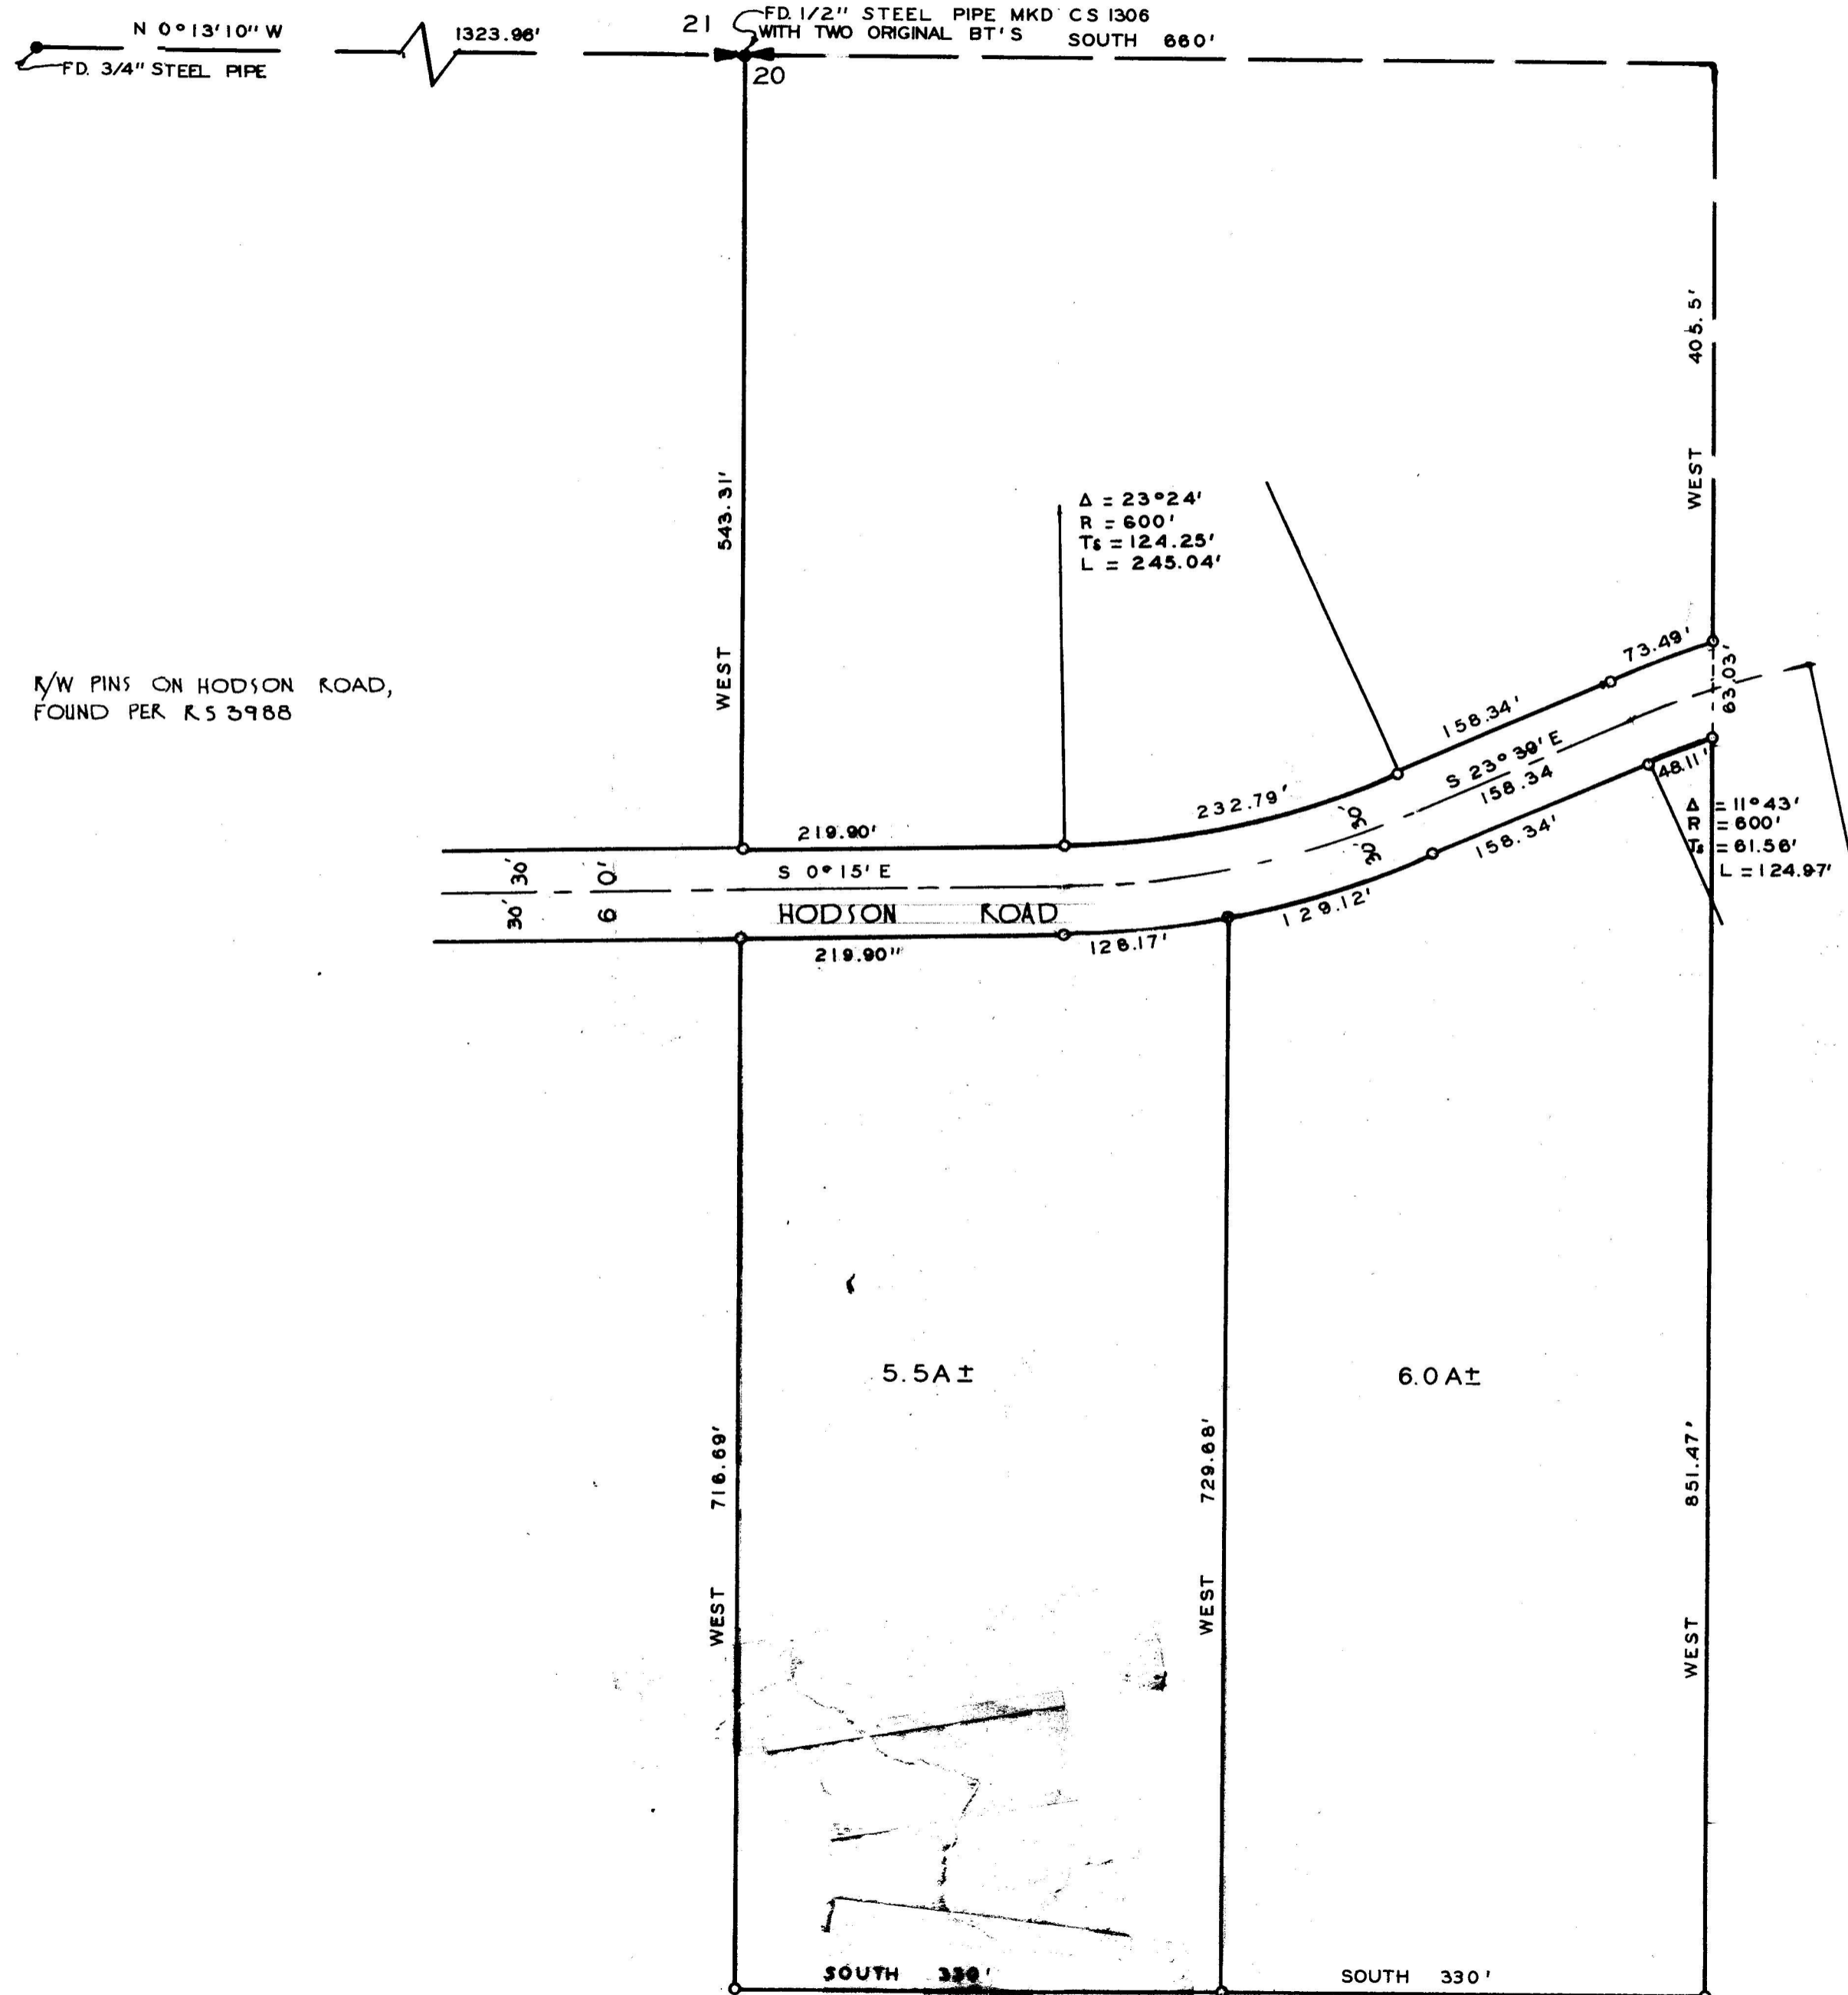 N 0°13'10" W
1323.96'
FD. 3/4" STEEL PIPE
21
FD. 1/2" STEEL PIPE MKD CS 1306
WITH TWO ORIGINAL BT'S
SOUTH 660'
20
WEST 405.5'
WEST 543.31'
Δ = 23°24'
R = 600'
Ts = 124.25'
L = 245.04'
R/W PINS ON HODSON ROAD,
FOUND PER RS 3988
73.49'
63.03'
158.34'
S 23° 39' E
158.34
48.11'
232.79'
30'
30'
158.34'
Δ = 11°43'
R = 600'
Ts = 61.56'
L = 124.97'
219.90'
S 0° 15' E
30'
30'
60'
HODSON ROAD
219.90"
128.17'
129.12'
5.5A±
6.0A±
WEST 716.69'
WEST 729.68'
WEST 851.47'
SOUTH 330'
SOUTH 330'